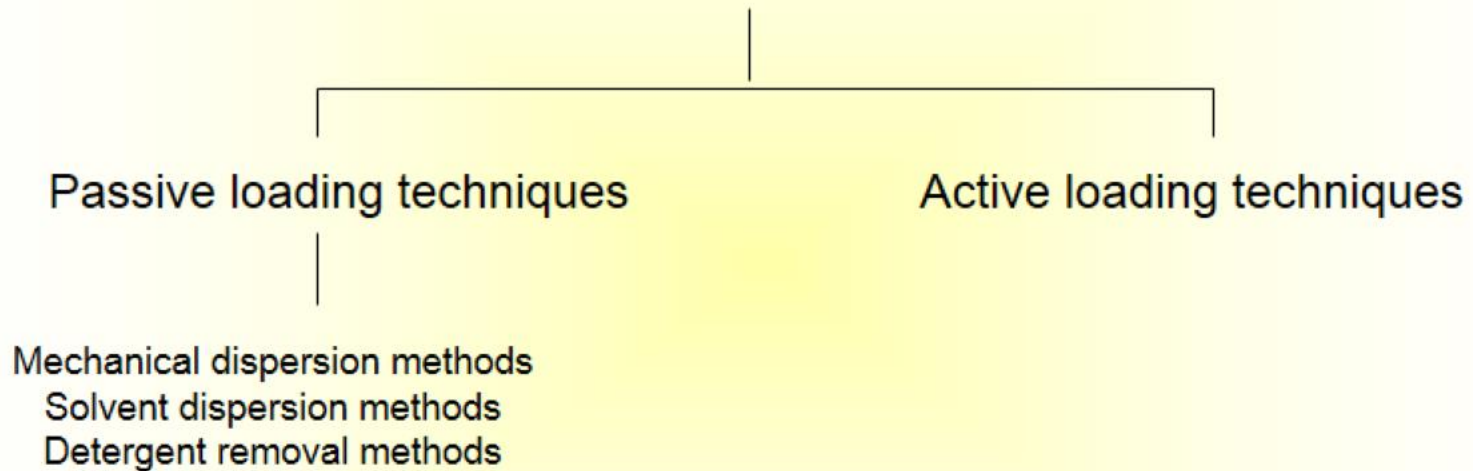 Passive loading techniques
Active loading techniques
Mechanical dispersion methods
Solvent dispersion methods
Detergent removal methods